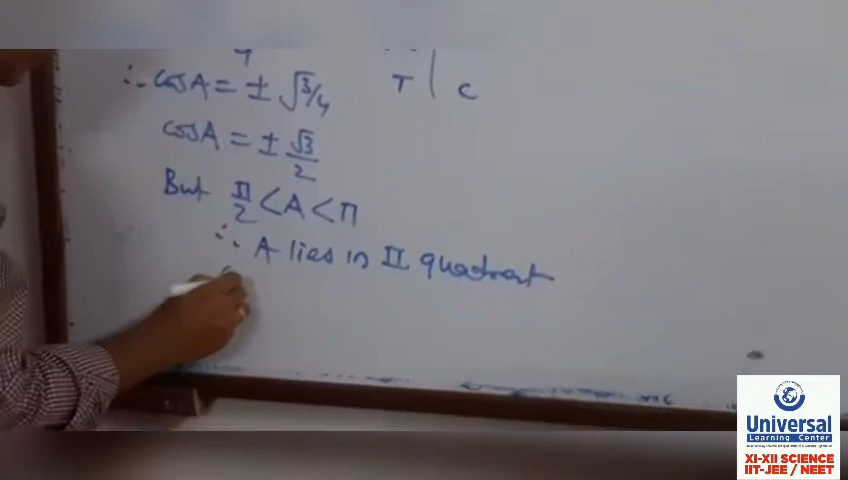 ∴ cosA = ± √3/4
T | C
cosA = ± √3/2
But π/2 < A < π
∴ A lies in II quadrant
Universal
Learning Center
XI-XII SCIENCE
IIT-JEE / NEET